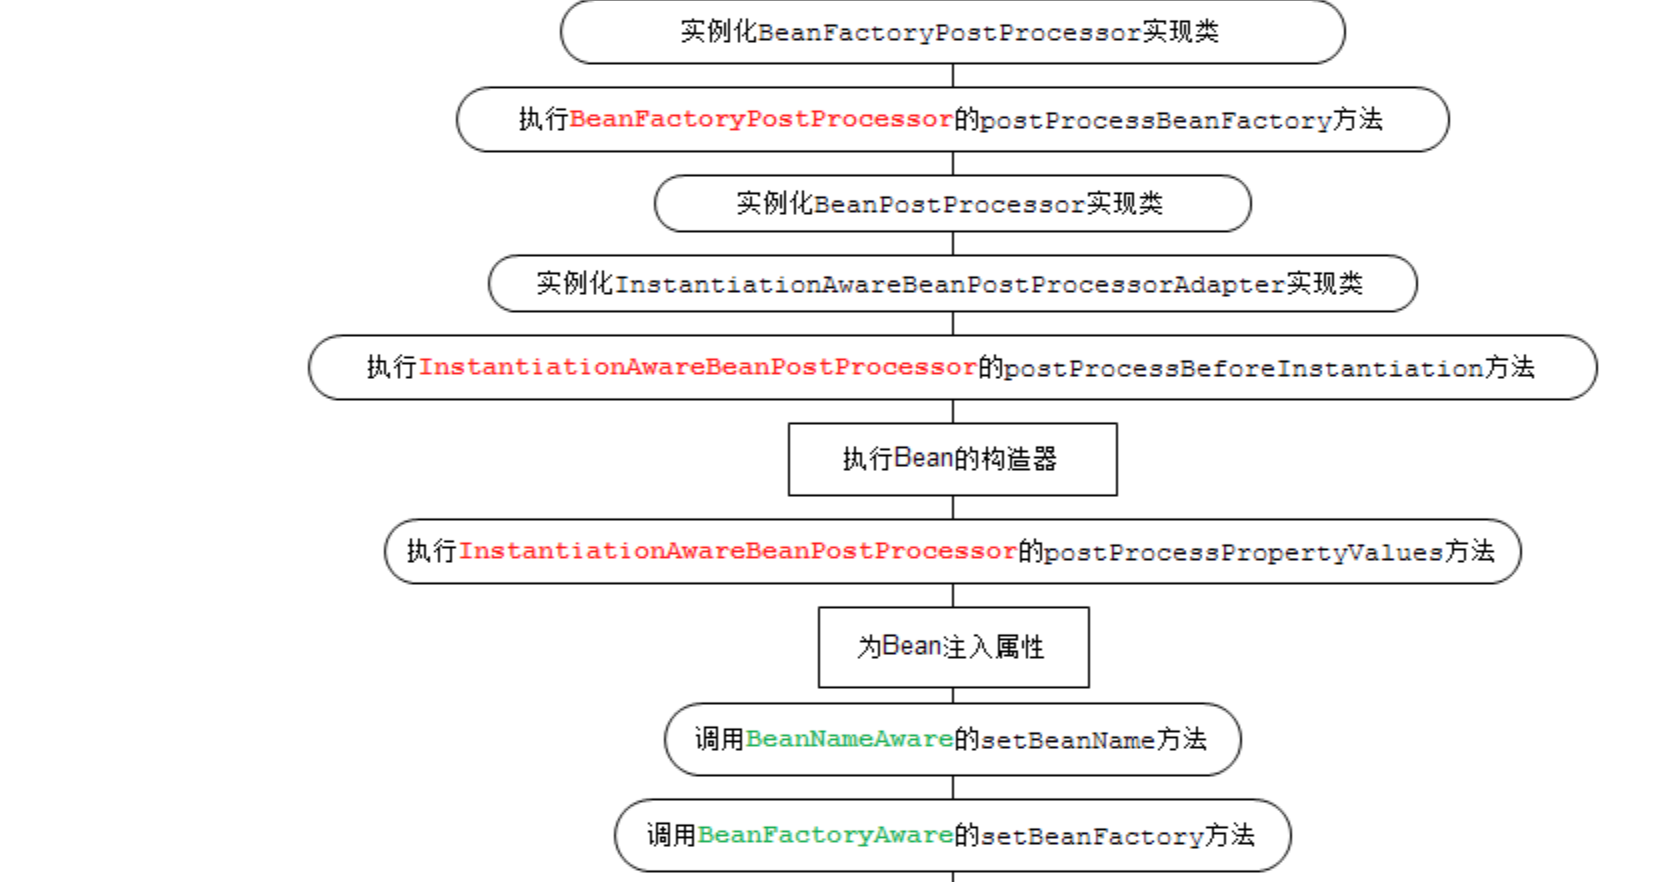 实例化BeanFactoryPostProcessor实现类
执行BeanFactoryPostProcessor的postProcessBeanFactory方法
实例化BeanPostProcessor实现类
实例化InstantiationAwareBeanPostProcessorAdapter实现类
执行InstantiationAwareBeanPostProcessor的postProcessBeforeInstantiation方法
执行Bean的构造器
执行InstantiationAwareBeanPostProcessor的postProcessPropertyValues方法
为Bean注入属性
调用BeanNameAware的setBeanName方法
调用BeanFactoryAware的setBeanFactory方法